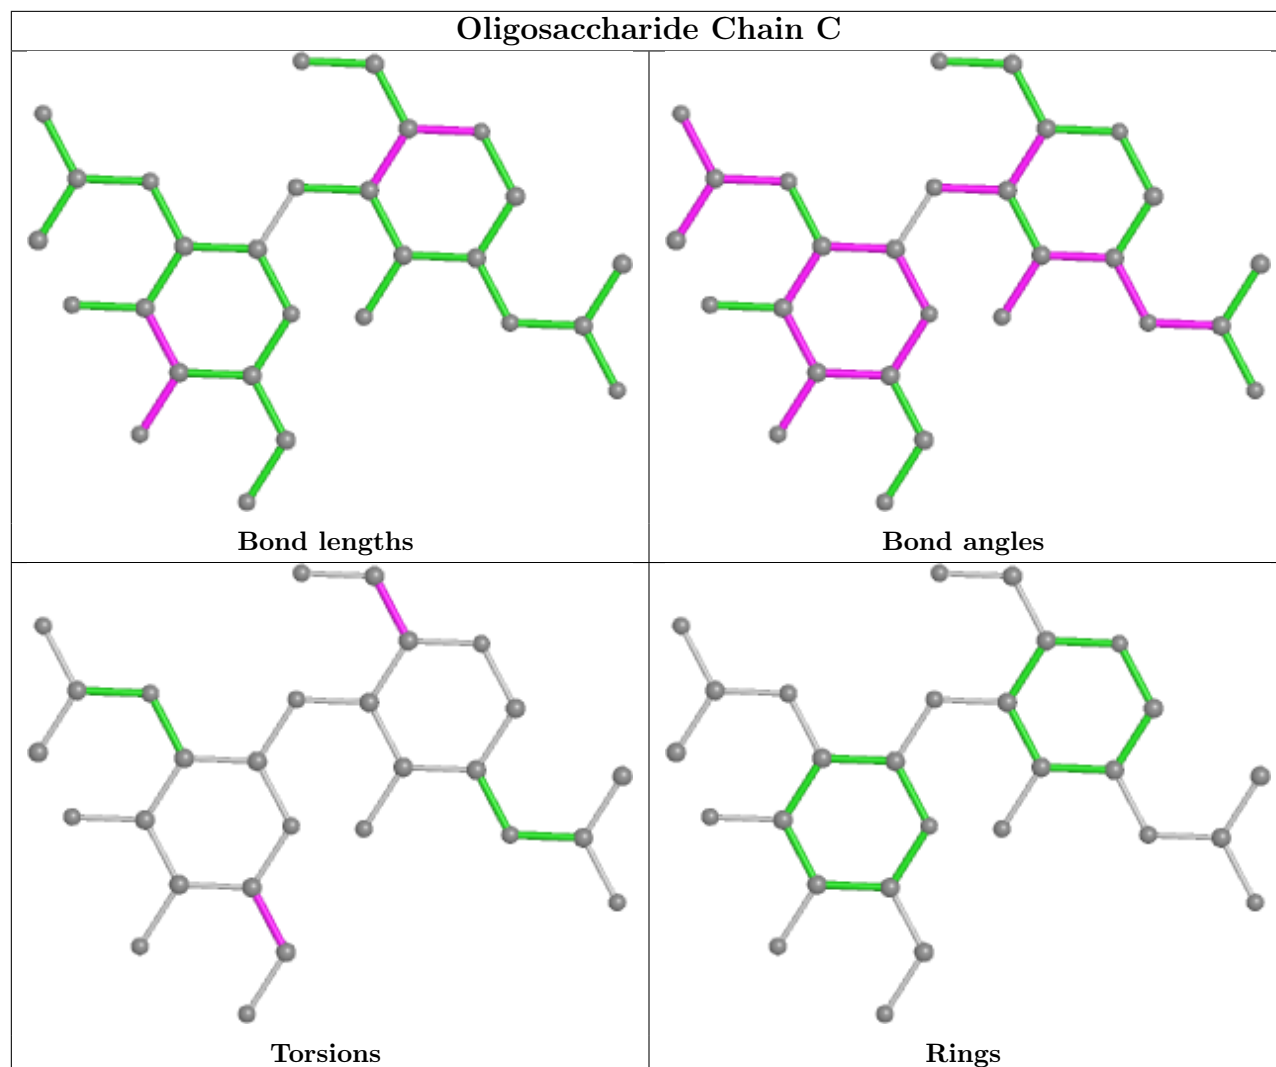 Oligosaccharide Chain C
Bond lengths
Bond angles
Torsions
Rings